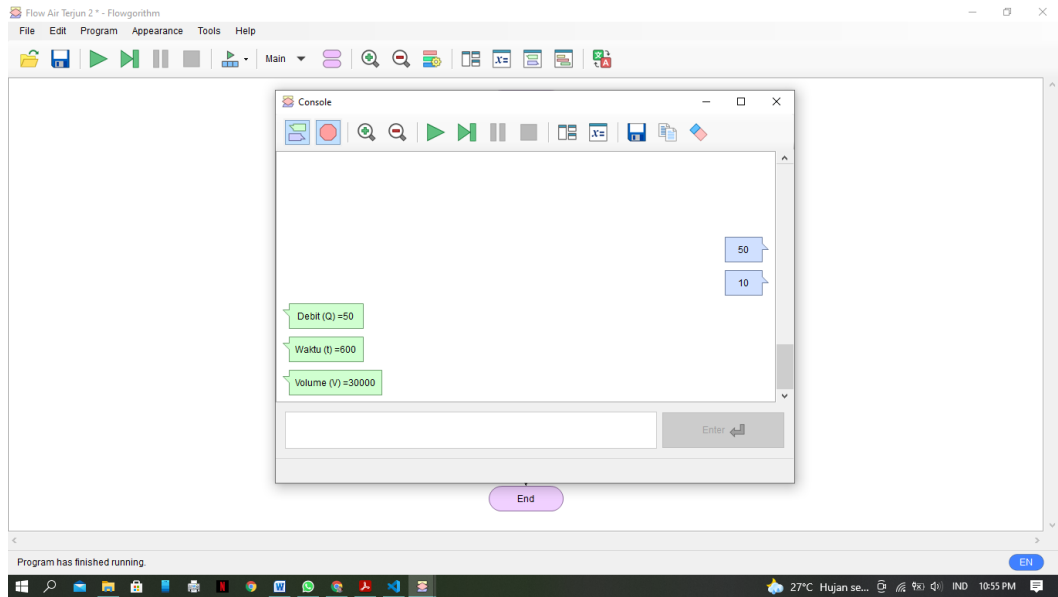 Flow Air Terjun 2 * - Flowgorithm
File Edit Program Appearance Tools Help
Main
Console
50
10
Debit (Q) =50
Waktu (t) =600
Volume (V) =30000
Enter
End
Program has finished running.
EN
27°C Hujan se... IND 10:55 PM